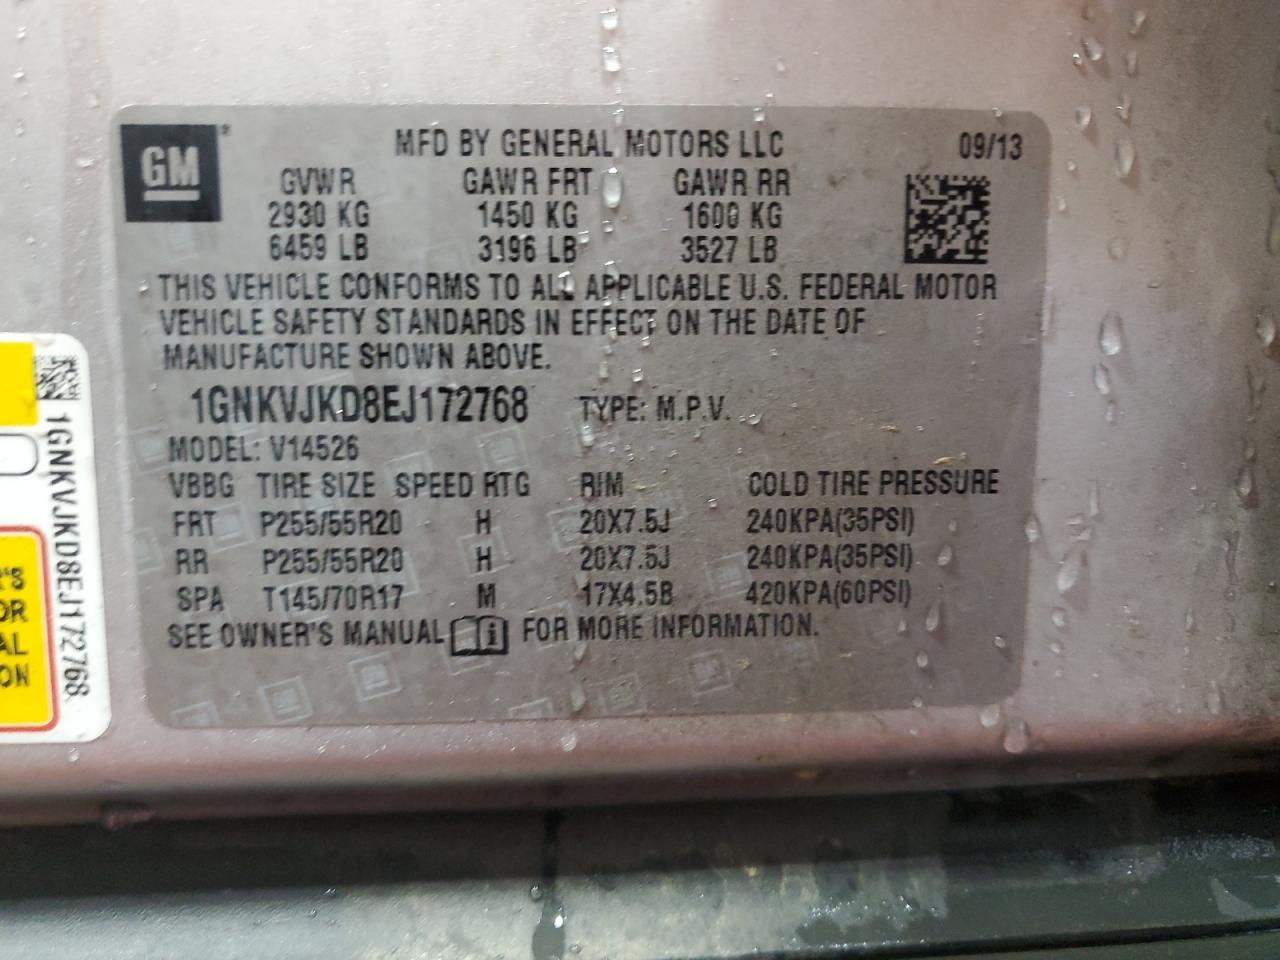 GM ®
MFD BY GENERAL MOTORS LLC 09/13
GVWR GAWR FRT GAWR RR
2930 KG 1450 KG 1600 KG
6459 LB 3196 LB 3527 LB
THIS VEHICLE CONFORMS TO ALL APPLICABLE U.S. FEDERAL MOTOR
VEHICLE SAFETY STANDARDS IN EFFECT ON THE DATE OF
MANUFACTURE SHOWN ABOVE.
1GNKVJKD8EJ172768 TYPE: M.P.V.
MODEL: V14526
VBBG TIRE SIZE SPEED RTG RIM COLD TIRE PRESSURE
FRT P255/55R20 H 20X7.5J 240KPA(35PSI)
RR P255/55R20 H 20X7.5J 240KPA(35PSI)
SPA T145/70R17 M 17X4.5B 420KPA(60PSI)
SEE OWNER'S MANUAL FOR MORE INFORMATION.
1GNKVJKD8EJ172768
'S
OR
AL
ON